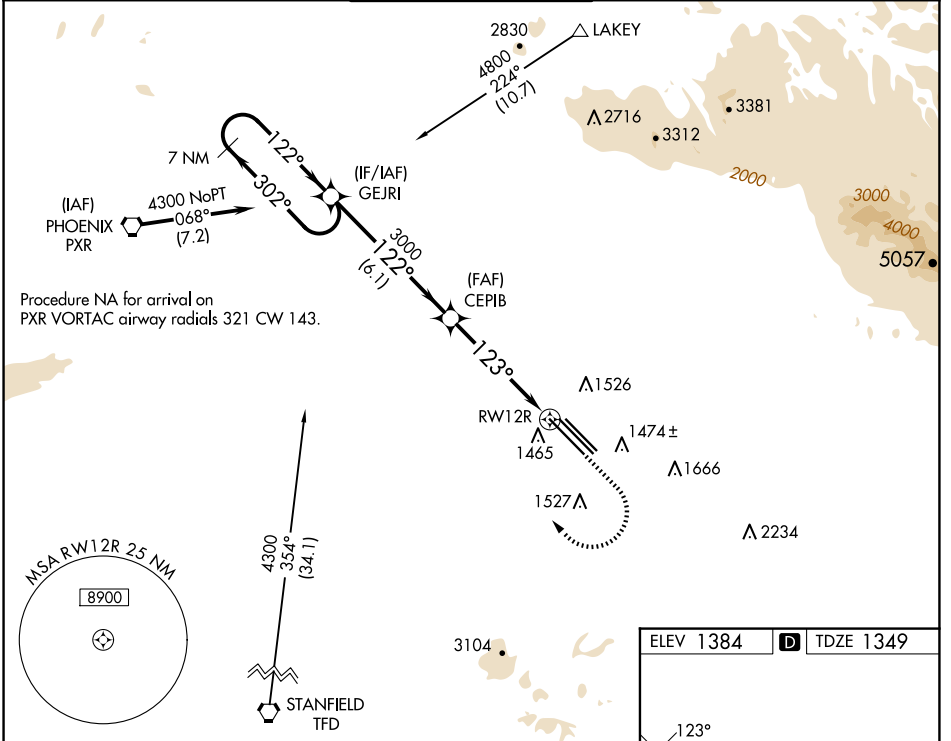 2830
LAKEY
4800
224°
(10.7)
2716
3381
3312
2000
3000
4000
5057
7 NM
122°
302°
(IF/IAF)
GEJRI
(IAF)
PHOENIX
PXR
4300 NoPT
068°
(7.2)
3000
122°
(6.1)
(FAF)
CEPIB
Procedure NA for arrival on
PXR VORTAC airway radials 321 CW 143.
123°
1526
RW12R
1465
1474±
1666
1527
2234
4300
354°
(34.1)
MSA RW12R 25 NM
8900
STANFIELD
TFD
3104
ELEV 1384 D TDZE 1349
123°